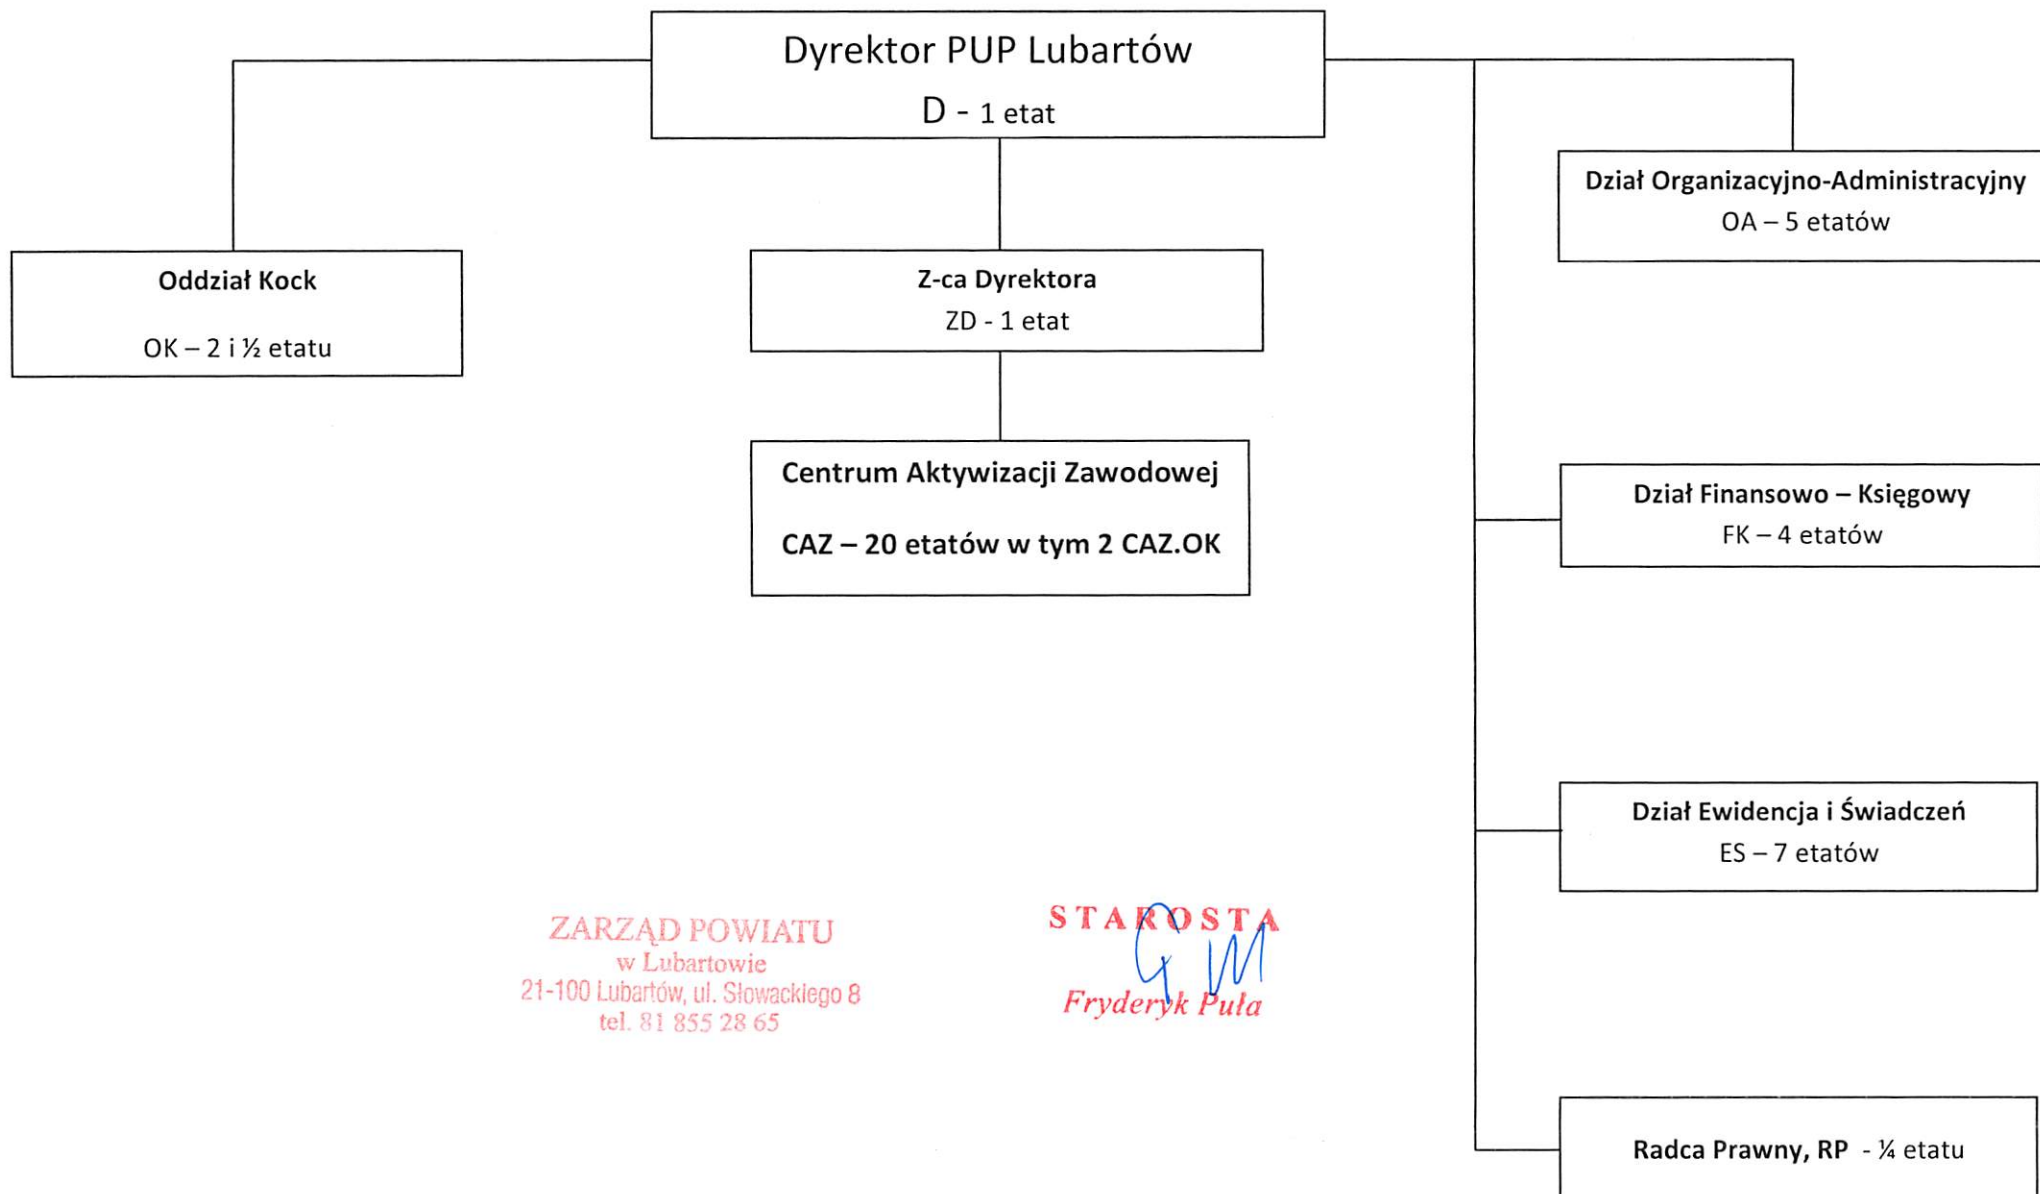 Dyrektor PUP Lubartów
D - 1 etat
Dział Organizacyjno-Administracyjny
OA – 5 etatów
Oddział Kock
OK – 2 i ½ etatu
Z-ca Dyrektora
ZD - 1 etat
Centrum Aktywizacji Zawodowej
CAZ – 20 etatów w tym 2 CAZ.OK
Dział Finansowo – Księgowy
FK – 4 etatów
Dział Ewidencja i Świadczeń
ES – 7 etatów
ZARZĄD POWIATU
w Lubartowie
21-100 Lubartów, ul. Słowackiego 8
tel. 81 855 28 65
STAROSTA
Fryderyk Puła
Radca Prawny, RP - ¼ etatu